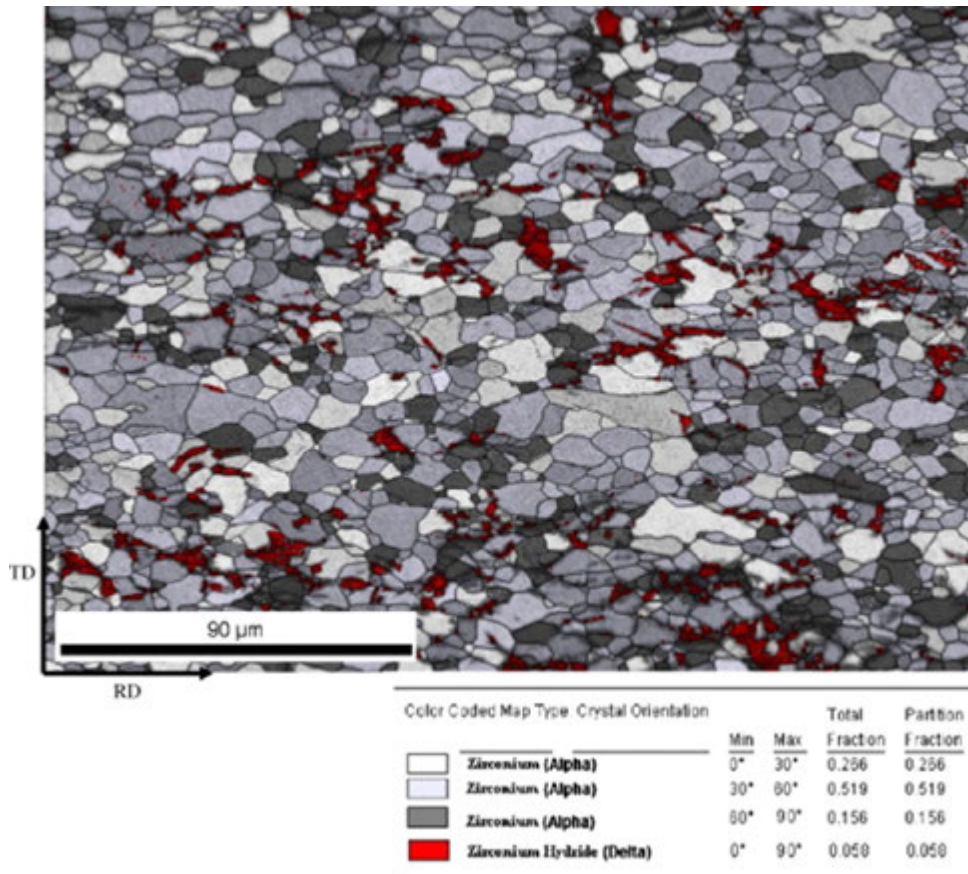 TD
90 µm
RD
Color Coded Map Type: Crystal Orientation
Total Partition
Min Max Fraction Fraction
Zirconium (Alpha) 0° 30° 0.266 0.266
Zirconium (Alpha) 30° 60° 0.519 0.519
Zirconium (Alpha) 60° 90° 0.156 0.156
Zirconium Hydride (Delta) 0° 90° 0.058 0.058